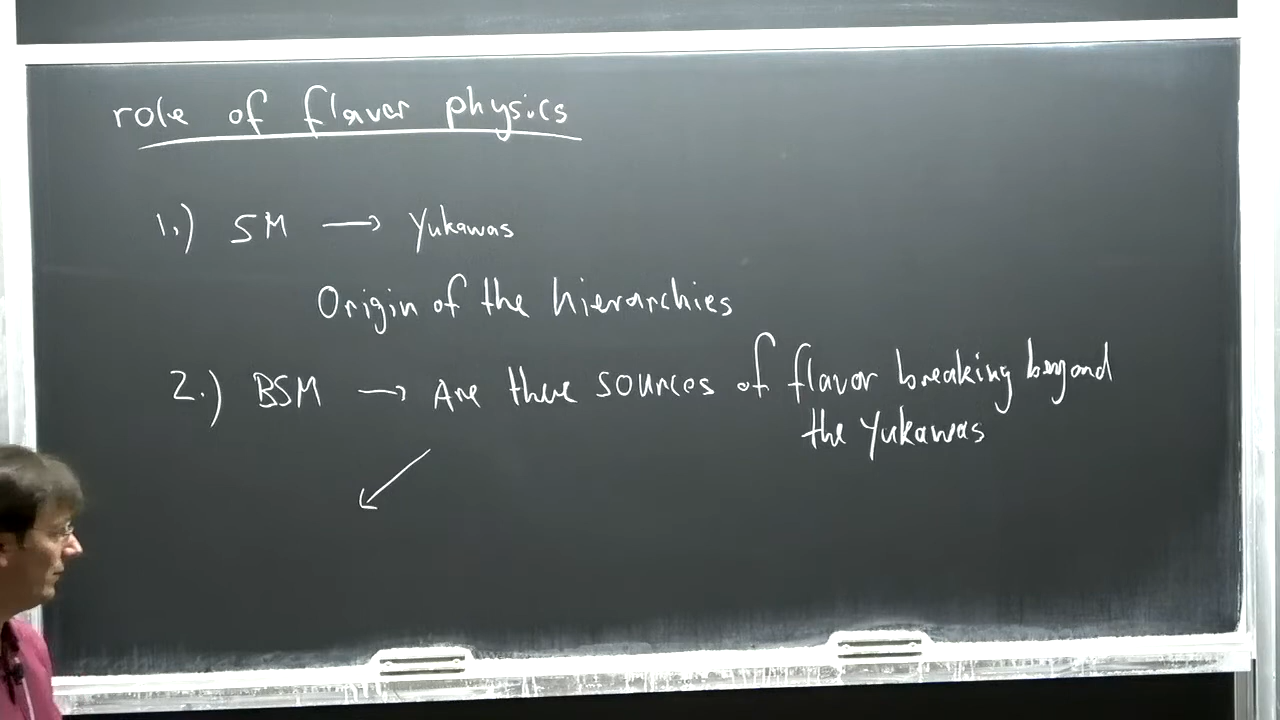 role of flavor physics
1.) SM → Yukawas
Origin of the hierarchies
2.) BSM → Are there sources of flavor breaking beyond
the Yukawas